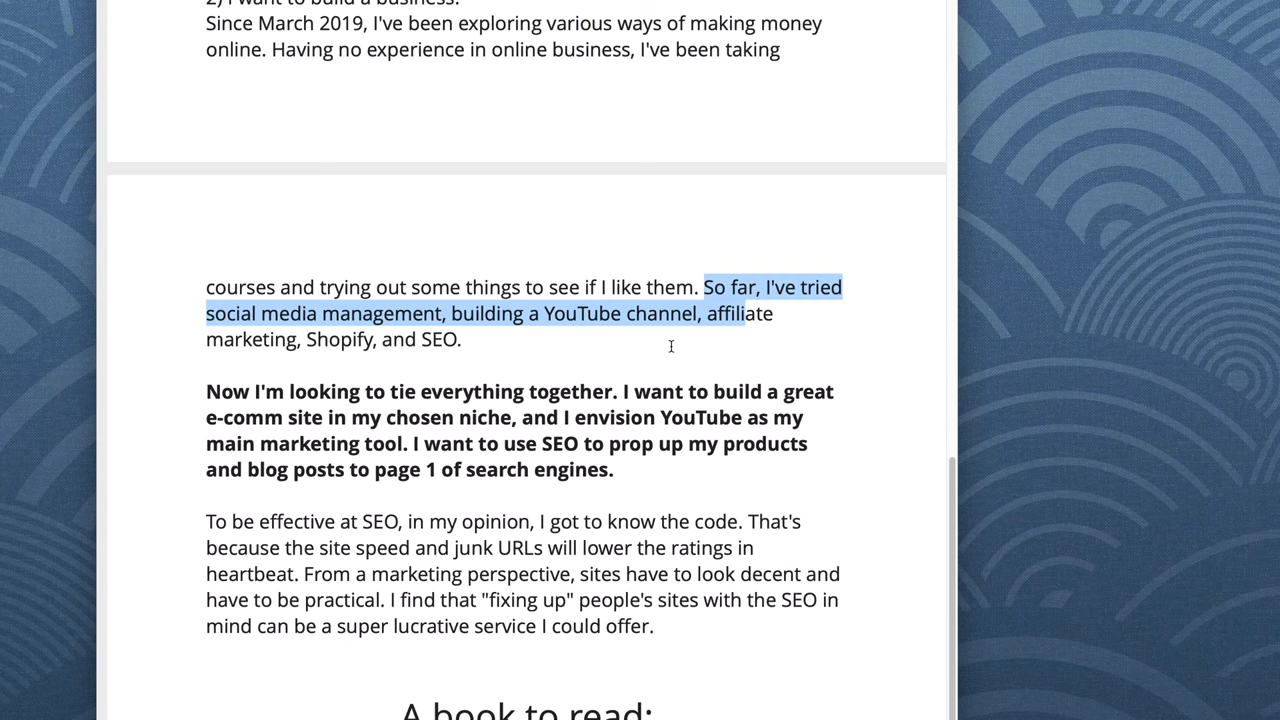 2) I want to build a business.
Since March 2019, I've been exploring various ways of making money
online. Having no experience in online business, I've been taking
courses and trying out some things to see if I like them. So far, I've tried
social media management, building a YouTube channel, affiliate
marketing, Shopify, and SEO.
Now I'm looking to tie everything together. I want to build a great
e-comm site in my chosen niche, and I envision YouTube as my
main marketing tool. I want to use SEO to prop up my products
and blog posts to page 1 of search engines.
To be effective at SEO, in my opinion, I got to know the code. That's
because the site speed and junk URLs will lower the ratings in
heartbeat. From a marketing perspective, sites have to look decent and
have to be practical. I find that "fixing up" people's sites with the SEO in
mind can be a super lucrative service I could offer.
A book to read: